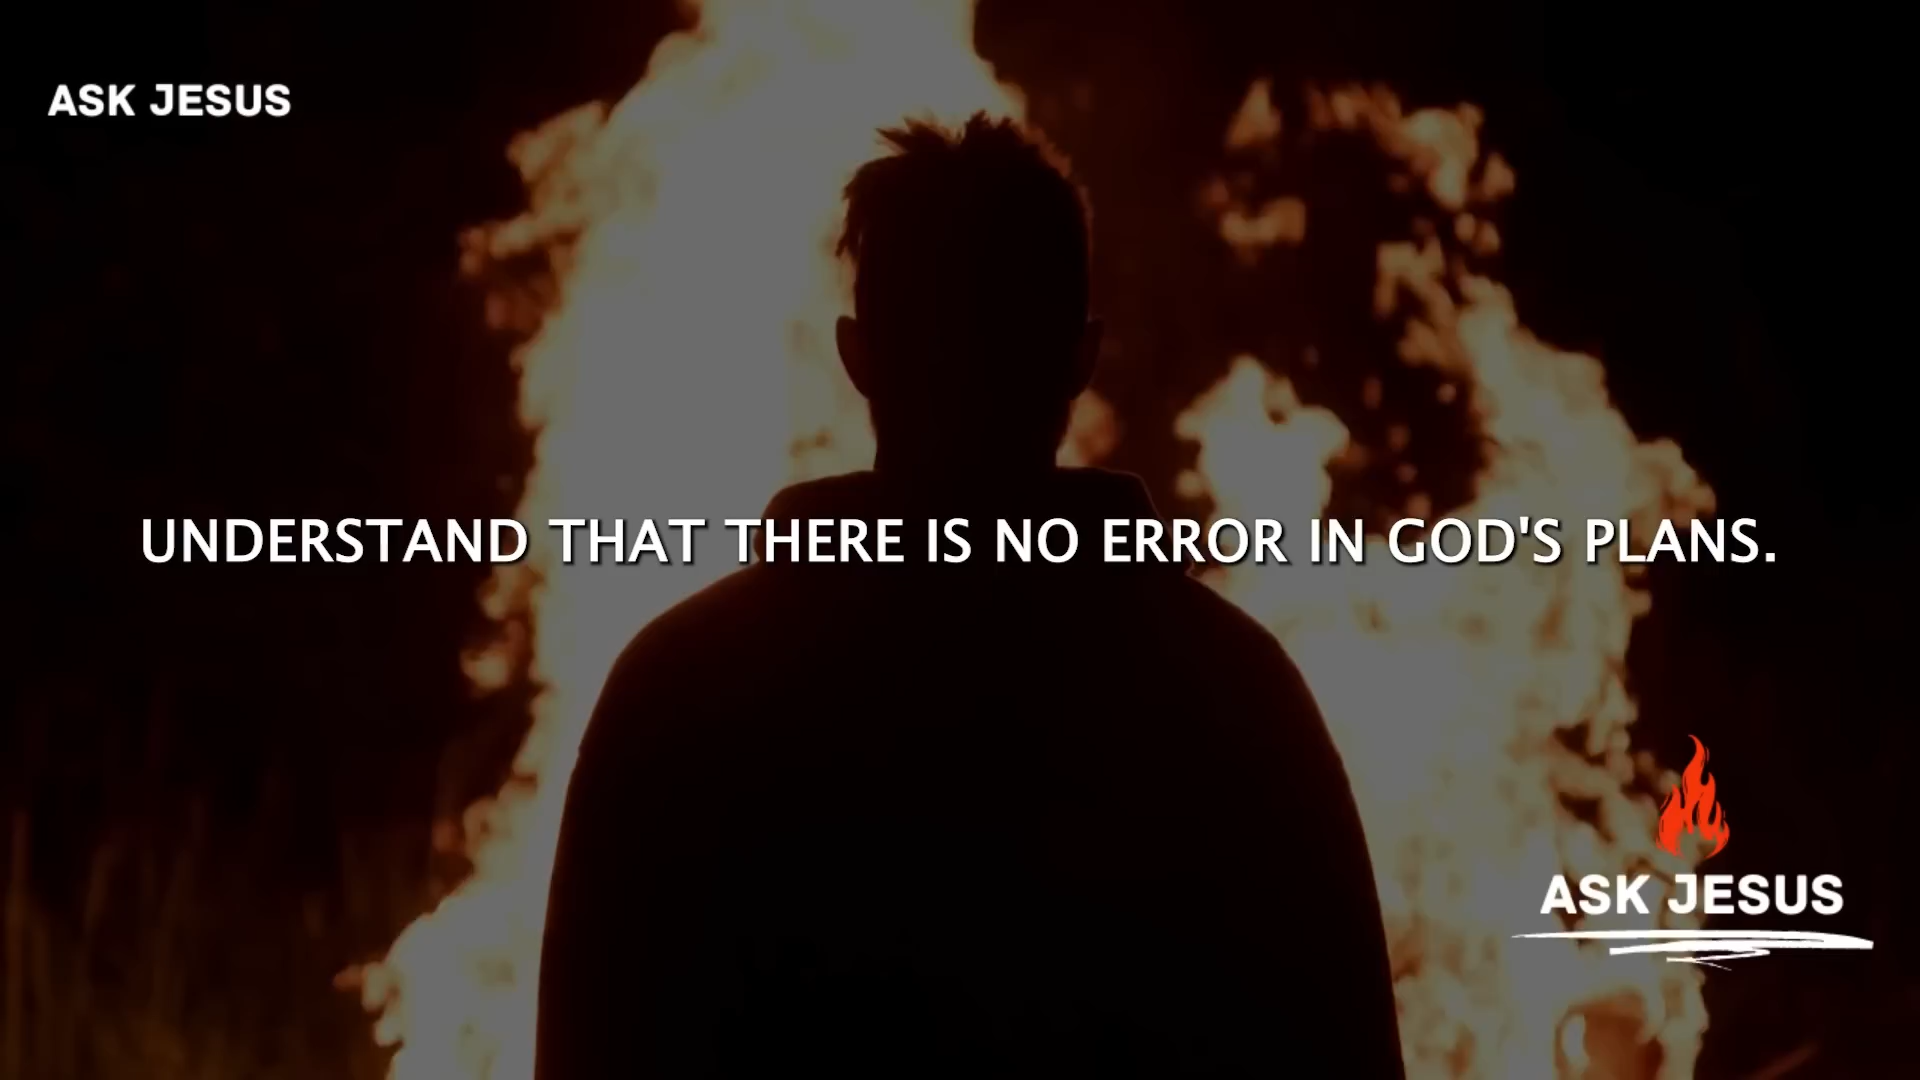 ASK JESUS
UNDERSTAND THAT THERE IS NO ERROR IN GOD'S PLANS.
ASK JESUS